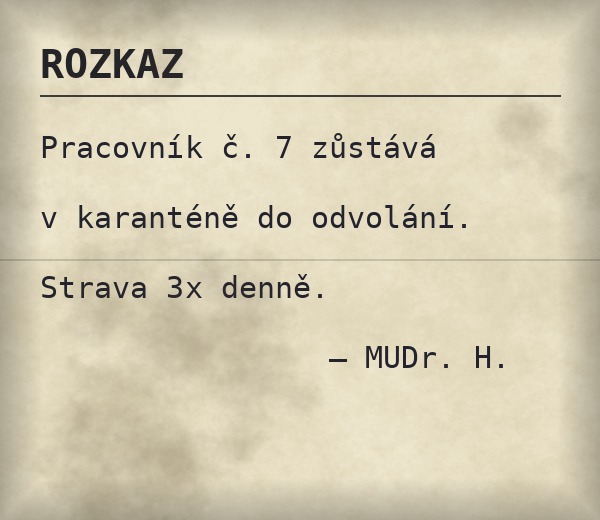 ROZKAZ
Pracovník č. 7 zůstává
v karanténě do odvolání.
Strava 3x denně.
— MUDr. H.